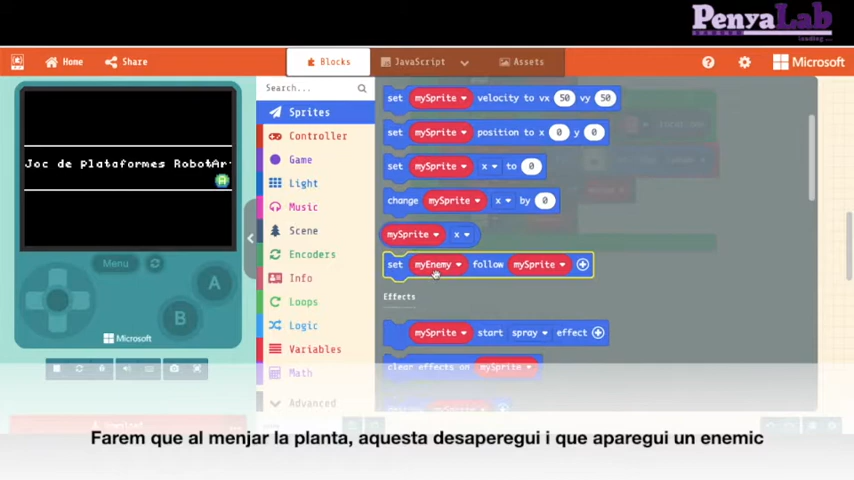 PenyaLab
loading...
Home
Share
Blocks
JavaScript
Assets
Microsoft
Joc de Plataformes RobotAr
A
Menu
A
B
Microsoft
Search...
Sprites
Controller
Game
Light
Music
Scene
Encoders
Info
Loops
Logic
Variables
Math
Advanced
set mySprite velocity to vx 50 vy 50
set mySprite position to x 0 y 0
set mySprite x to 0
change mySprite x by 0
mySprite x
set myEnemy follow mySprite
Effects
mySprite start spray effect
clear effects on mySprite
Farem que al menjar la planta, aquesta desaperegui i que aparegui un enemic